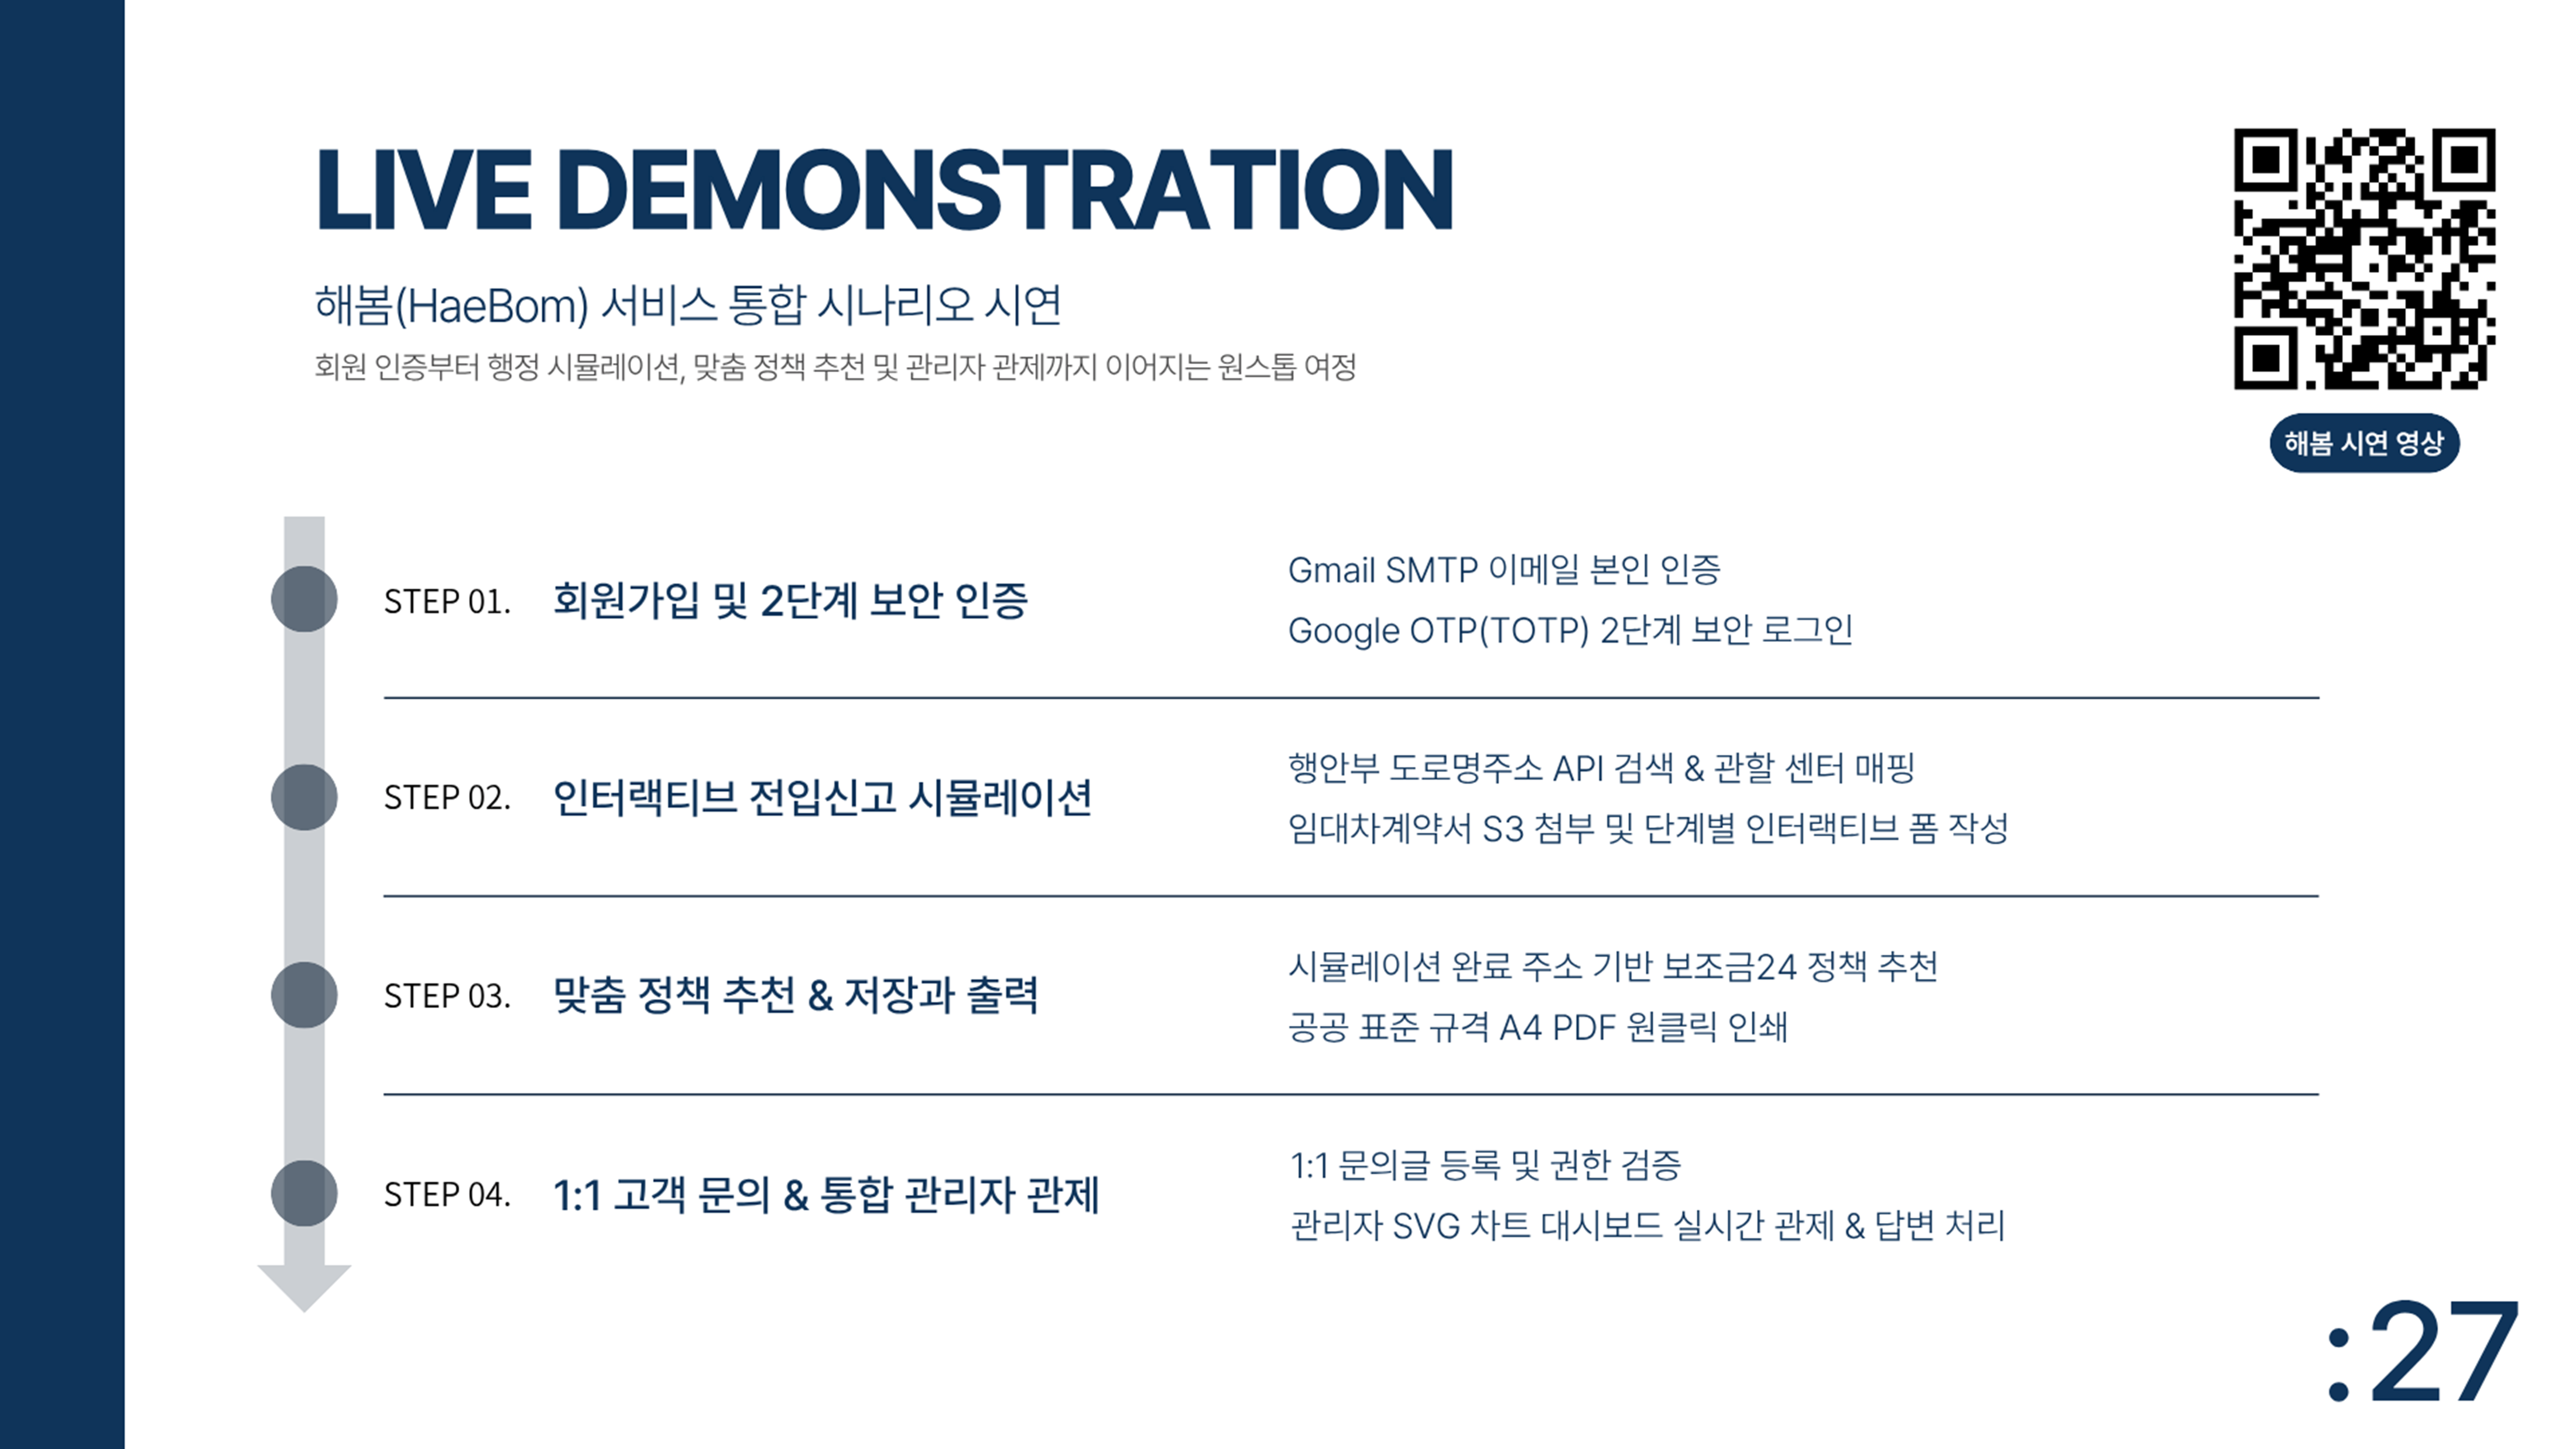 LIVE DEMONSTRATION
해봄(HaeBom) 서비스 통합 시나리오 시연
회원 인증부터 행정 시뮬레이션, 맞춤 정책 추천 및 관리자 관제까지 이어지는 원스톱 여정
해봄 시연 영상
STEP 01. 회원가입 및 2단계 보안 인증
Gmail SMTP 이메일 본인 인증
Google OTP(TOTP) 2단계 보안 로그인
STEP 02. 인터랙티브 전입신고 시뮬레이션
행안부 도로명주소 API 검색 & 관할 센터 매핑
임대차계약서 S3 첨부 및 단계별 인터랙티브 폼 작성
STEP 03. 맞춤 정책 추천 & 저장과 출력
시뮬레이션 완료 주소 기반 보조금24 정책 추천
공공 표준 규격 A4 PDF 원클릭 인쇄
STEP 04. 1:1 고객 문의 & 통합 관리자 관제
1:1 문의글 등록 및 권한 검증
관리자 SVG 차트 대시보드 실시간 관제 & 답변 처리
:27